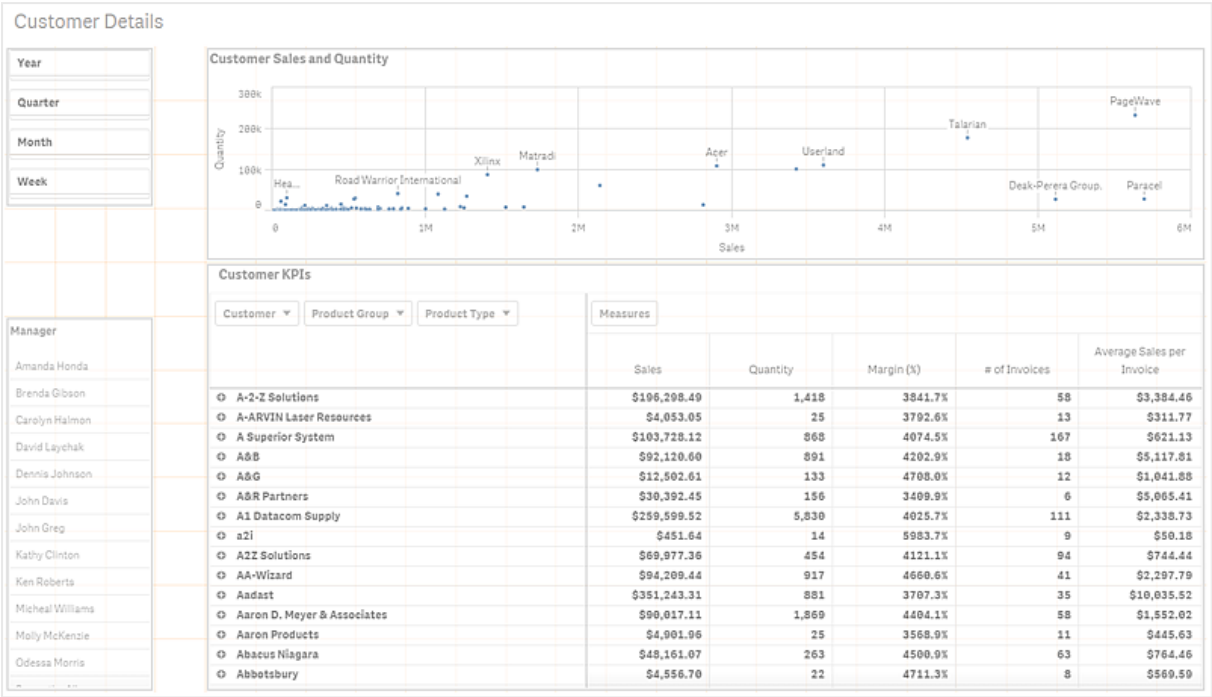 Customer Details
Year
Quarter
Month
Week
Manager
Amanda Honda
Brenda Gibson
Carolyn Halmon
David Laychak
Dennis Johnson
John Davis
John Greg
Kathy Clinton
Ken Roberts
Micheal Williams
Molly McKenzie
Odessa Morris
Customer Sales and Quantity
Quantity
300k
200k
100k
0
Hea...
Road Warrior International
Xilinx
Matradi
Acer
Userland
Talarian
PageWave
Deak-Perera Group.
Paracel
0 1M 2M 3M 4M 5M 6M
Sales
Customer KPIs
Customer Product Group Product Type Measures
Sales Quantity Margin (%) # of Invoices Average Sales per Invoice
A-2-Z Solutions $196,298.49 1,418 3841.7% 58 $3,384.46
A-ARVIN Laser Resources $4,053.05 25 3792.6% 13 $311.77
A Superior System $103,728.12 868 4074.5% 167 $621.13
A&B $92,120.60 891 4202.9% 18 $5,117.81
A&G $12,502.61 133 4708.0% 12 $1,041.88
A&R Partners $30,392.45 156 3409.9% 6 $5,065.41
A1 Datacom Supply $259,599.52 5,830 4025.7% 111 $2,338.73
a2i $451.64 14 5983.7% 9 $50.18
A2Z Solutions $69,977.36 454 4121.1% 94 $744.44
AA-Wizard $94,209.44 917 4660.6% 41 $2,297.79
Aadast $351,243.31 881 3707.3% 35 $10,035.52
Aaron D. Meyer & Associates $90,017.11 1,869 4404.1% 58 $1,552.02
Aaron Products $4,901.96 25 3568.9% 11 $445.63
Abacus Niagara $48,161.07 263 4500.9% 63 $764.46
Abbotsbury $4,556.70 22 4711.3% 8 $569.59